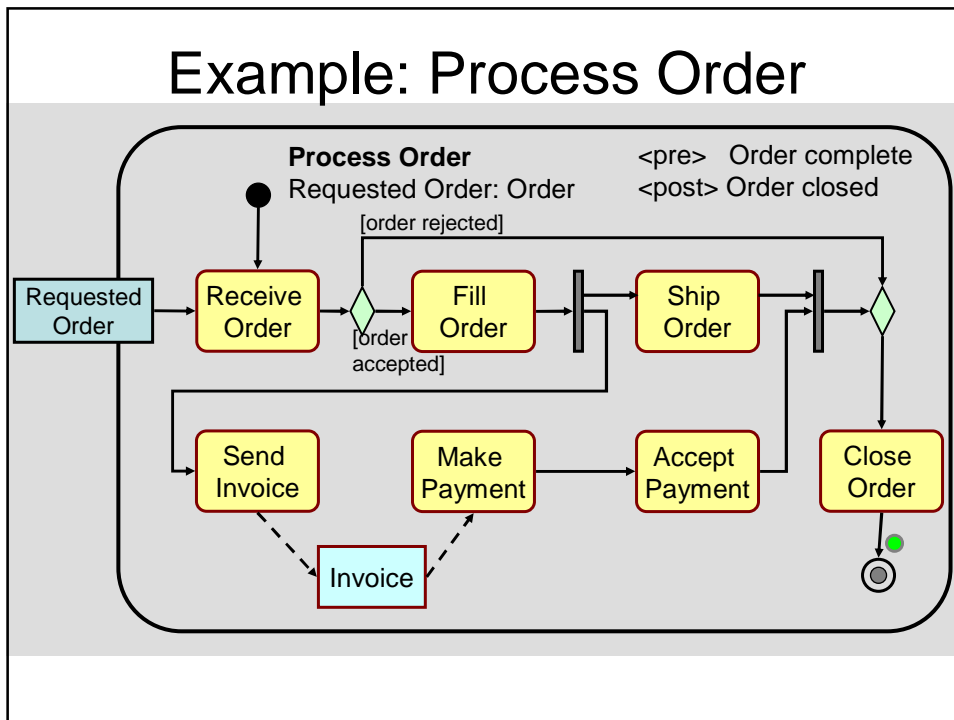 Example: Process Order
Process Order
Requested Order: Order
<pre> Order complete
<post> Order closed
[order rejected]
Requested
Order
Receive
Order
Fill
Order
Ship
Order
[order
accepted]
Send
Invoice
Make
Payment
Accept
Payment
Close
Order
Invoice